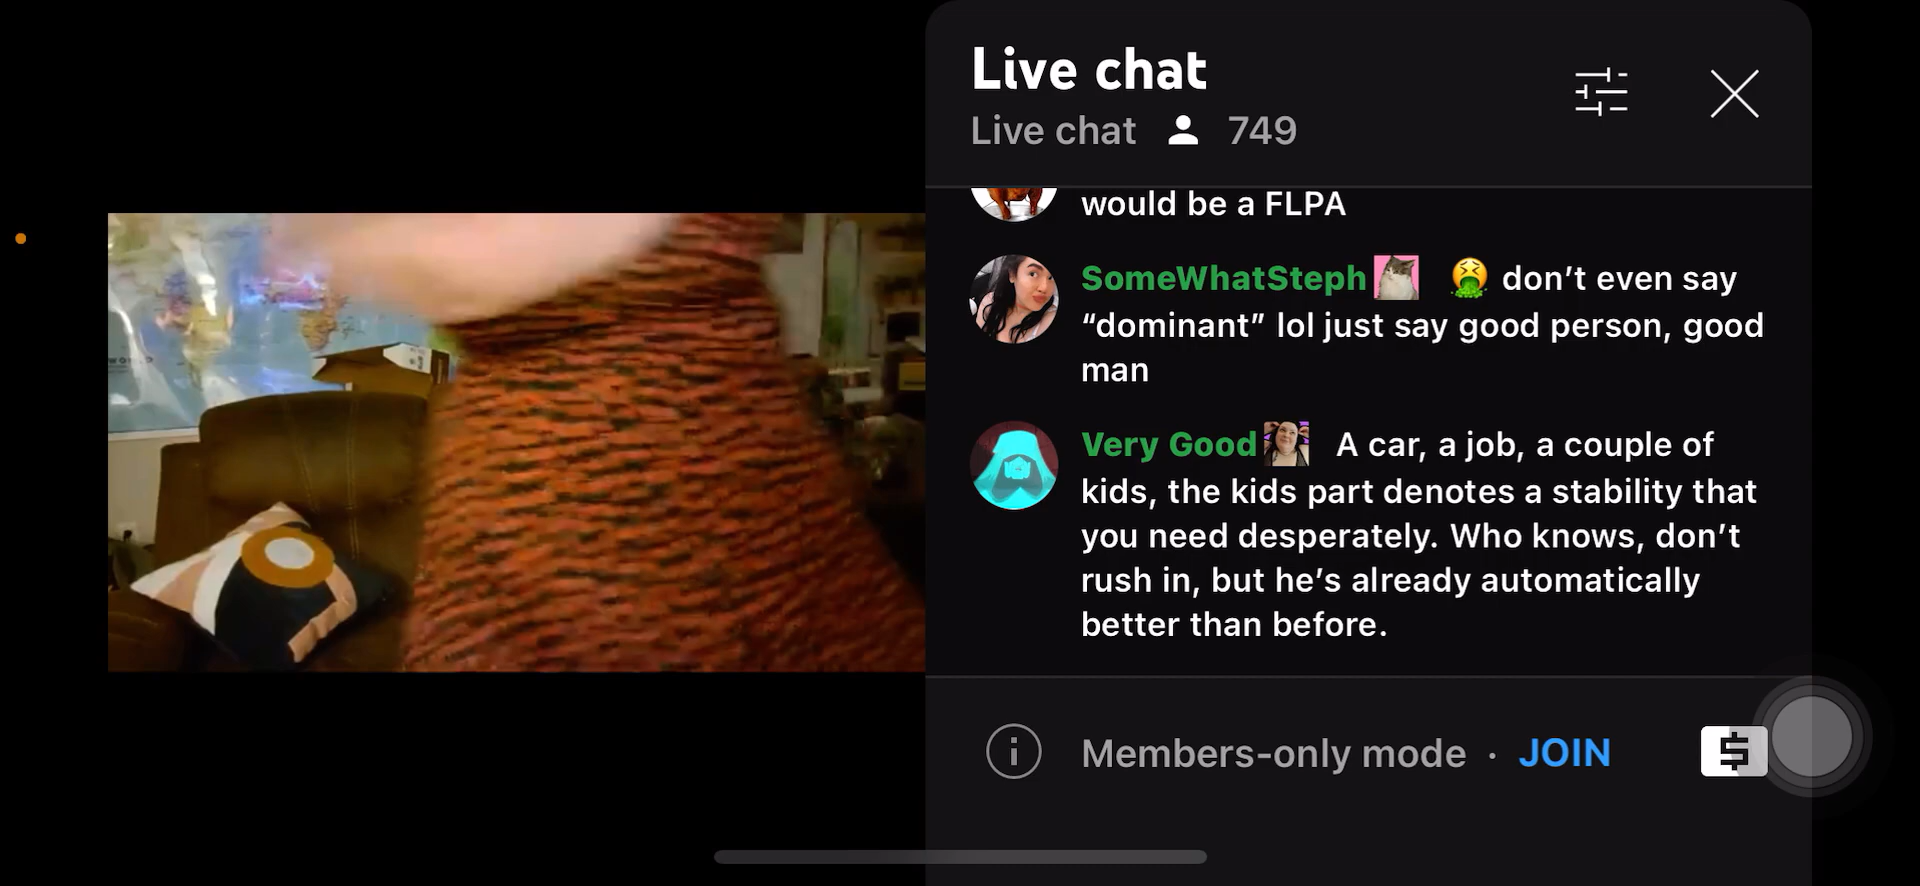 Live chat
Live chat 749
would be a FLPA
SomeWhatSteph 🤮 don’t even say
“dominant” lol just say good person, good
man
Very Good A car, a job, a couple of
kids, the kids part denotes a stability that
you need desperately. Who knows, don’t
rush in, but he’s already automatically
better than before.
Members-only mode · JOIN